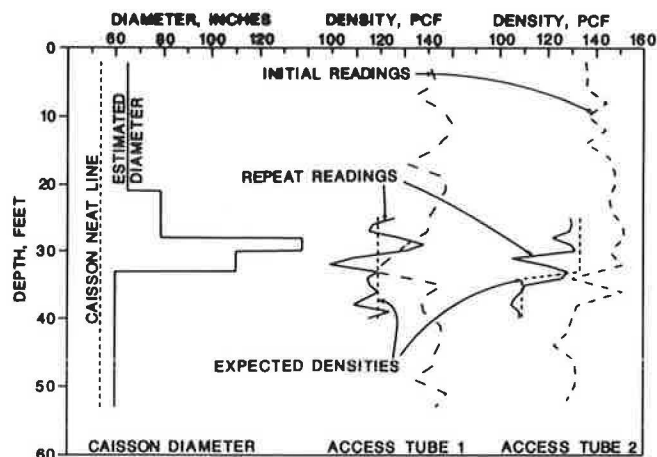 DIAMETER, INCHES DENSITY, PCF DENSITY, PCF
60 80 100 120 100 120 140 100 120 140 160
0
10
20
30
40
50
60
DEPTH, FEET
CAISSON NEAT LINE
ESTIMATED DIAMETER
INITIAL READINGS
REPEAT READINGS
EXPECTED DENSITIES
CAISSON DIAMETER ACCESS TUBE 1 ACCESS TUBE 2